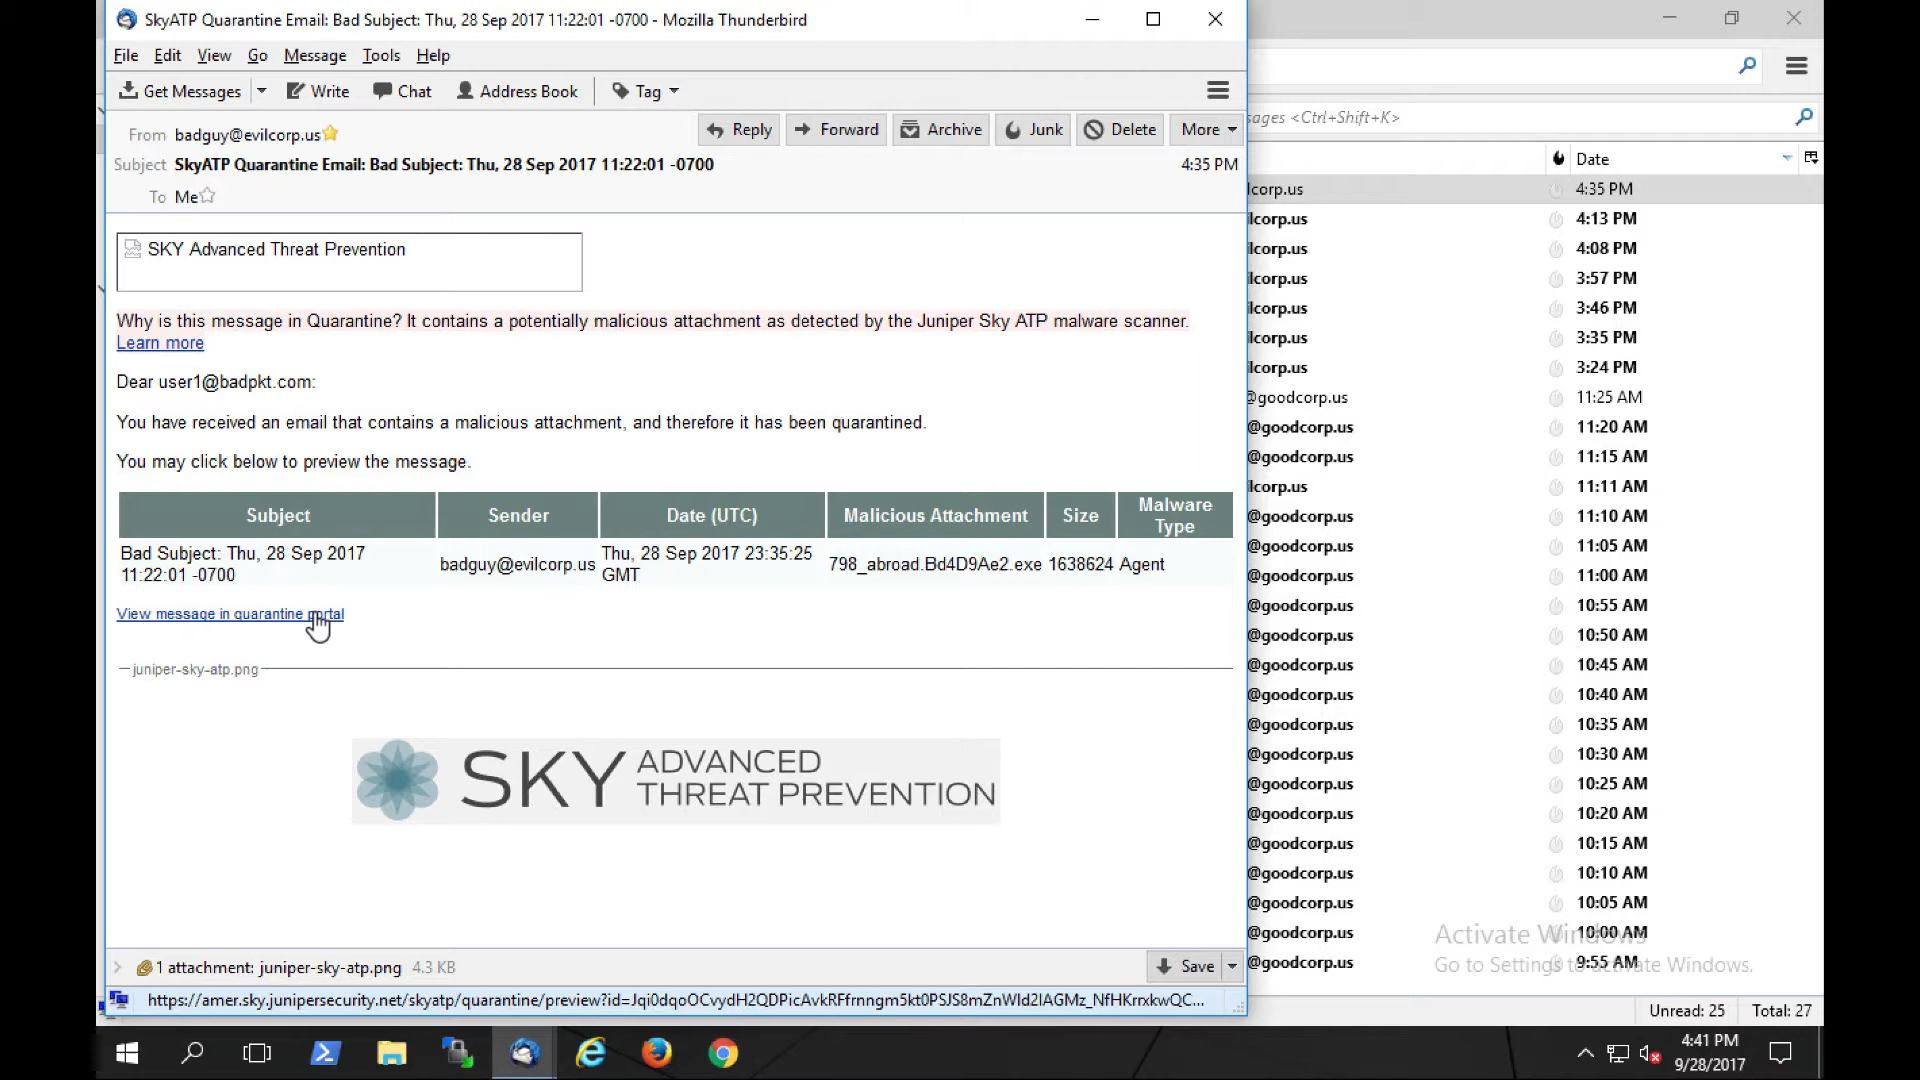 SkyATP Quarantine Email: Bad Subject: Thu, 28 Sep 2017 11:22:01 -0700 - Mozilla Thunderbird
File Edit View Go Message Tools Help
Get Messages Write Chat Address Book Tag
From badguy@evilcorp.us Reply Forward Archive Junk Delete More
Subject SkyATP Quarantine Email: Bad Subject: Thu, 28 Sep 2017 11:22:01 -0700 4:35 PM
To Me
SKY Advanced Threat Prevention
Why is this message in Quarantine? It contains a potentially malicious attachment as detected by the Juniper Sky ATP malware scanner.
Learn more
Dear user1@badpkt.com:
You have received an email that contains a malicious attachment, and therefore it has been quarantined.
You may click below to preview the message.
Subject Sender Date (UTC) Malicious Attachment Size Malware Type
Bad Subject: Thu, 28 Sep 2017 11:22:01 -0700 badguy@evilcorp.us Thu, 28 Sep 2017 23:35:25 GMT 798_abroad.Bd4D9Ae2.exe 1638624 Agent
View message in quarantine portal
juniper-sky-atp.png
SKY ADVANCED THREAT PREVENTION
1 attachment: juniper-sky-atp.png 4.3 KB Save
https://amer.sky.junipersecurity.net/skyatp/quarantine/preview?id=Jqi0dqoOCvydH2QDPicAvkRFfrnngm5kt0PSJS8mZnWId2IAGMz_NfHKrrxkwQC...
ages <Ctrl+Shift+K>
Date
lcorp.us 4:35 PM
ilcorp.us 4:13 PM
ilcorp.us 4:08 PM
ilcorp.us 3:57 PM
ilcorp.us 3:46 PM
ilcorp.us 3:35 PM
ilcorp.us 3:24 PM
@goodcorp.us 11:25 AM
@goodcorp.us 11:20 AM
@goodcorp.us 11:15 AM
ilcorp.us 11:11 AM
@goodcorp.us 11:10 AM
@goodcorp.us 11:05 AM
@goodcorp.us 11:00 AM
@goodcorp.us 10:55 AM
@goodcorp.us 10:50 AM
@goodcorp.us 10:45 AM
@goodcorp.us 10:40 AM
@goodcorp.us 10:35 AM
@goodcorp.us 10:30 AM
@goodcorp.us 10:25 AM
@goodcorp.us 10:20 AM
@goodcorp.us 10:15 AM
@goodcorp.us 10:10 AM
@goodcorp.us 10:05 AM
@goodcorp.us 10:00 AM
@goodcorp.us 9:55 AM
Activate Windows
Go to Settings to activate Windows.
Unread: 25 Total: 27
4:41 PM
9/28/2017